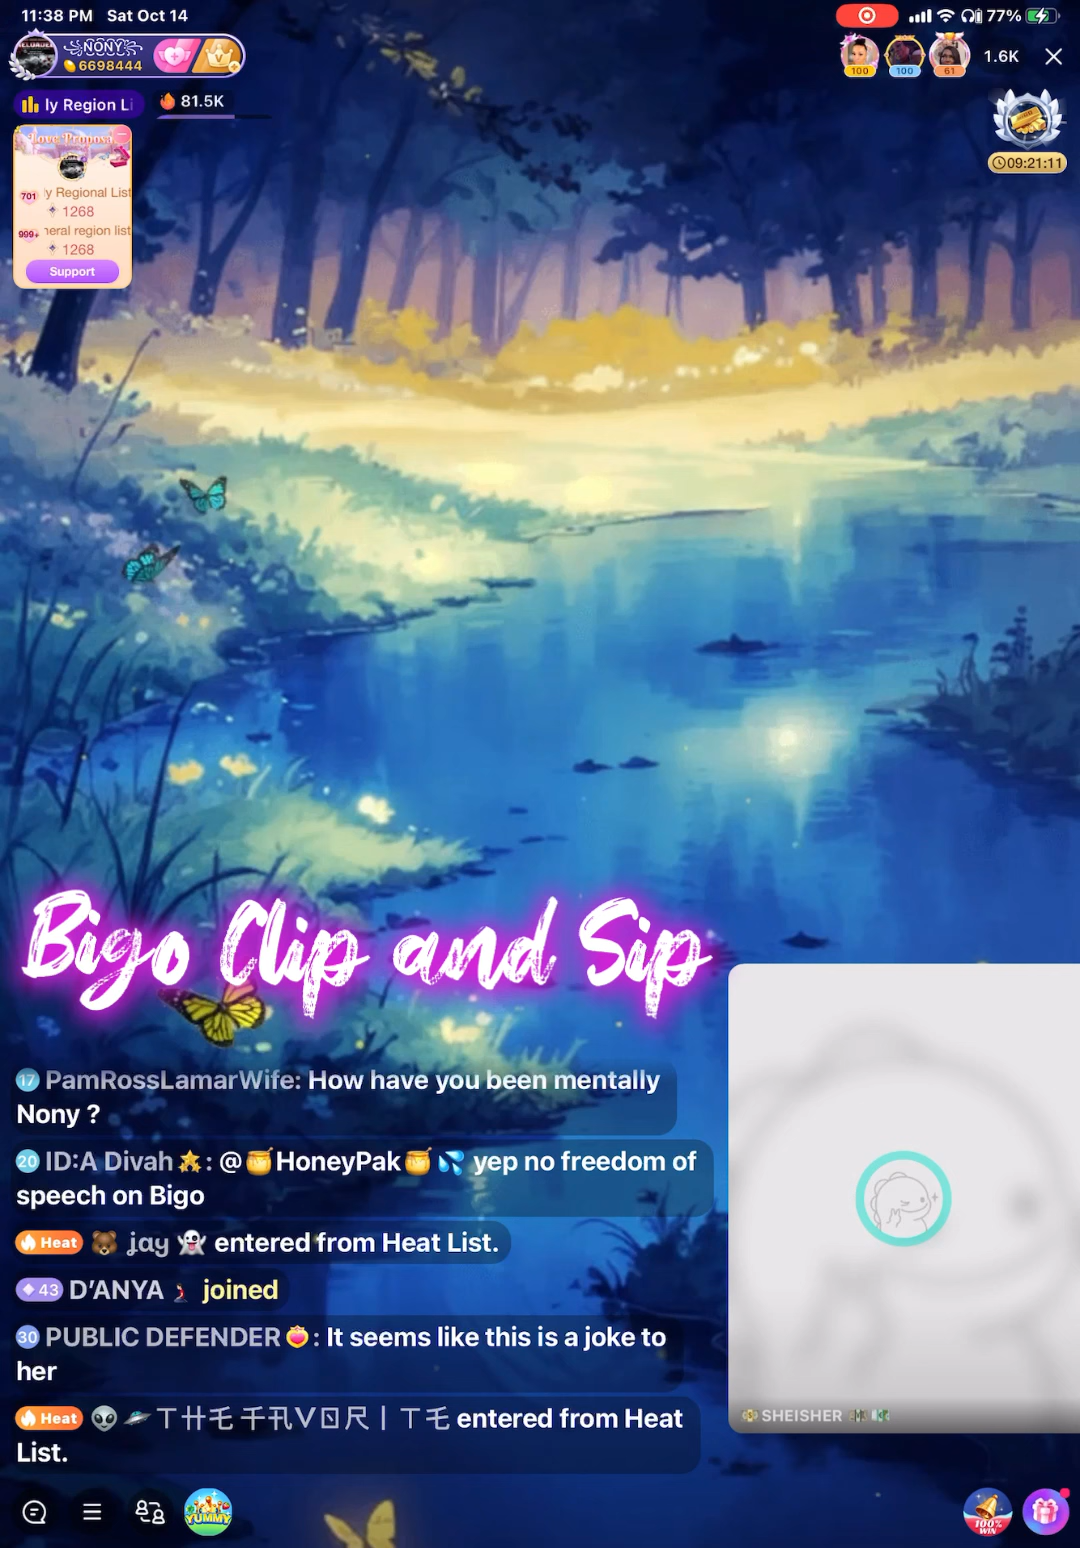 11:38 PM Sat Oct 14
77%
꧁NONY꧂
6698444
100
100
61
1.6K
ly Region Li
81.5K
09:21:11
Love Proposal
701
y Regional List
1268
999+
neral region list
1268
Support
Bigo Clip and Sip
17 PamRossLamarWife: How have you been mentally
Nony ?
20 ID:A Divah🌟: @🍯HoneyPak🍯💦 yep no freedom of
speech on Bigo
Heat 🐻 jay 👻 entered from Heat List.
43 D’ANYA 💃🏿 joined
30 PUBLIC DEFENDER🍑: It seems like this is a joke to
her
Heat 👽 🛸 entered from Heat
List.
SHEISHER
YUMMY
100%
WIN